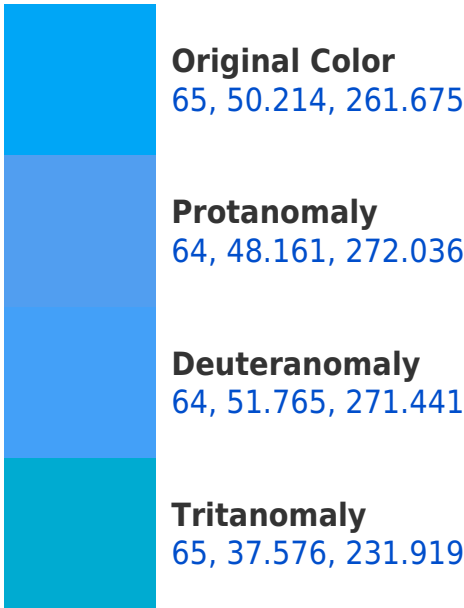 Original Color
65, 50.214, 261.675
Protanomaly
64, 48.161, 272.036
Deuteranomaly
64, 51.765, 271.441
Tritanomaly
65, 37.576, 231.919